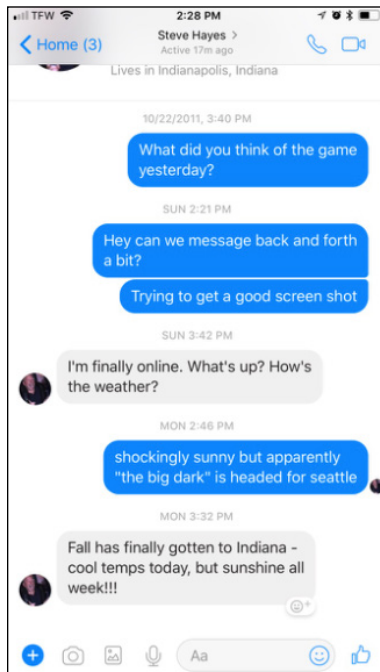 TFW
2:28 PM
Home (3)
Steve Hayes
Active 17m ago
Lives in Indianapolis, Indiana
10/22/2011, 3:40 PM
What did you think of the game
yesterday?
SUN 2:21 PM
Hey can we message back and forth
a bit?
Trying to get a good screen shot
SUN 3:42 PM
I'm finally online. What's up? How's
the weather?
MON 2:46 PM
shockingly sunny but apparently
"the big dark" is headed for seattle
MON 3:32 PM
Fall has finally gotten to Indiana -
cool temps today, but sunshine all
week!!!
Aa